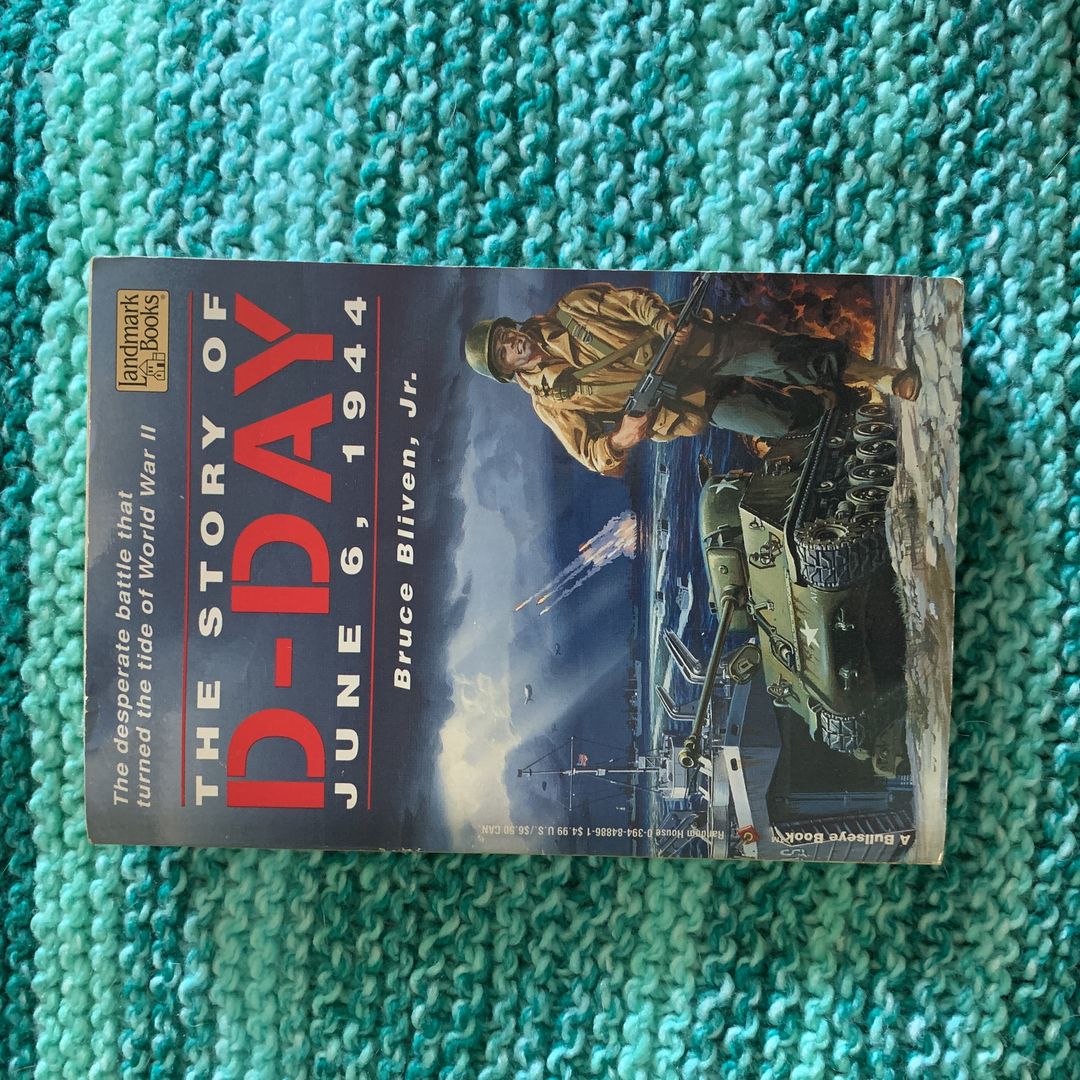 Landmark
Books®
The desperate battle that
turned the tide of World War II
THE STORY OF
D-DAY
JUNE 6, 1944
Bruce Bliven, Jr.
Random House 0-394-84886-1 $4.99 U.S./$6.50 CAN.
A Bullseye Book™